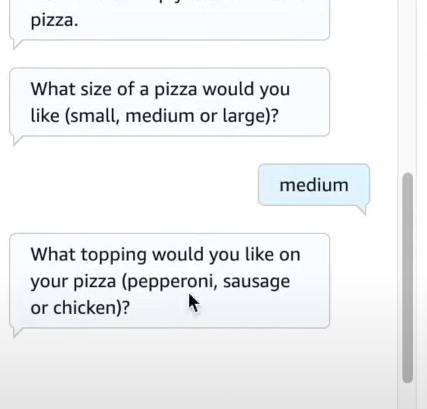 pizza.
What size of a pizza would you
like (small, medium or large)?
medium
What topping would you like on
your pizza (pepperoni, sausage
or chicken)?